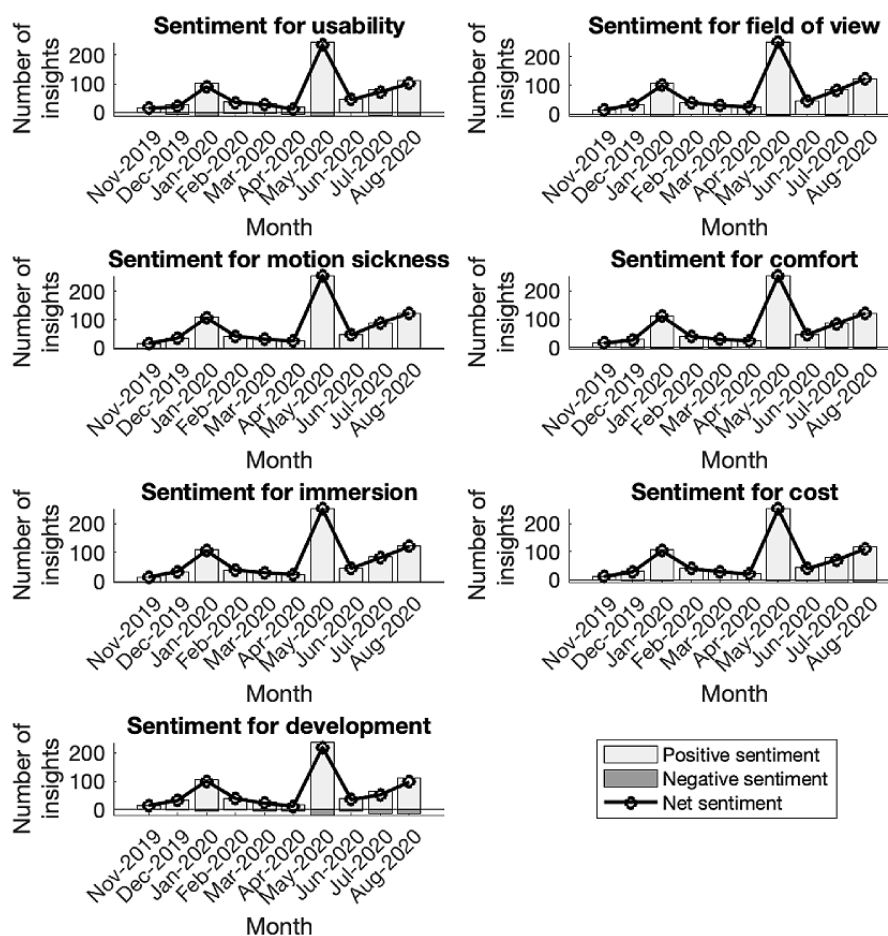 Sentiment for usability
Number of
insights
200
100
0
Nov-2019
Dec-2019
Jan-2020
Feb-2020
Mar-2020
Apr-2020
May-2020
Jun-2020
Jul-2020
Aug-2020
Month
Sentiment for field of view
Number of
insights
200
100
0
Nov-2019
Dec-2019
Jan-2020
Feb-2020
Mar-2020
Apr-2020
May-2020
Jun-2020
Jul-2020
Aug-2020
Month
Sentiment for motion sickness
Number of
insights
200
100
0
Nov-2019
Dec-2019
Jan-2020
Feb-2020
Mar-2020
Apr-2020
May-2020
Jun-2020
Jul-2020
Aug-2020
Month
Sentiment for comfort
Number of
insights
200
100
0
Nov-2019
Dec-2019
Jan-2020
Feb-2020
Mar-2020
Apr-2020
May-2020
Jun-2020
Jul-2020
Aug-2020
Month
Sentiment for immersion
Number of
insights
200
100
0
Nov-2019
Dec-2019
Jan-2020
Feb-2020
Mar-2020
Apr-2020
May-2020
Jun-2020
Jul-2020
Aug-2020
Month
Sentiment for cost
Number of
insights
200
100
0
Nov-2019
Dec-2019
Jan-2020
Feb-2020
Mar-2020
Apr-2020
May-2020
Jun-2020
Jul-2020
Aug-2020
Month
Sentiment for development
Number of
insights
200
100
0
Nov-2019
Dec-2019
Jan-2020
Feb-2020
Mar-2020
Apr-2020
May-2020
Jun-2020
Jul-2020
Aug-2020
Month
Positive sentiment
Negative sentiment
Net sentiment